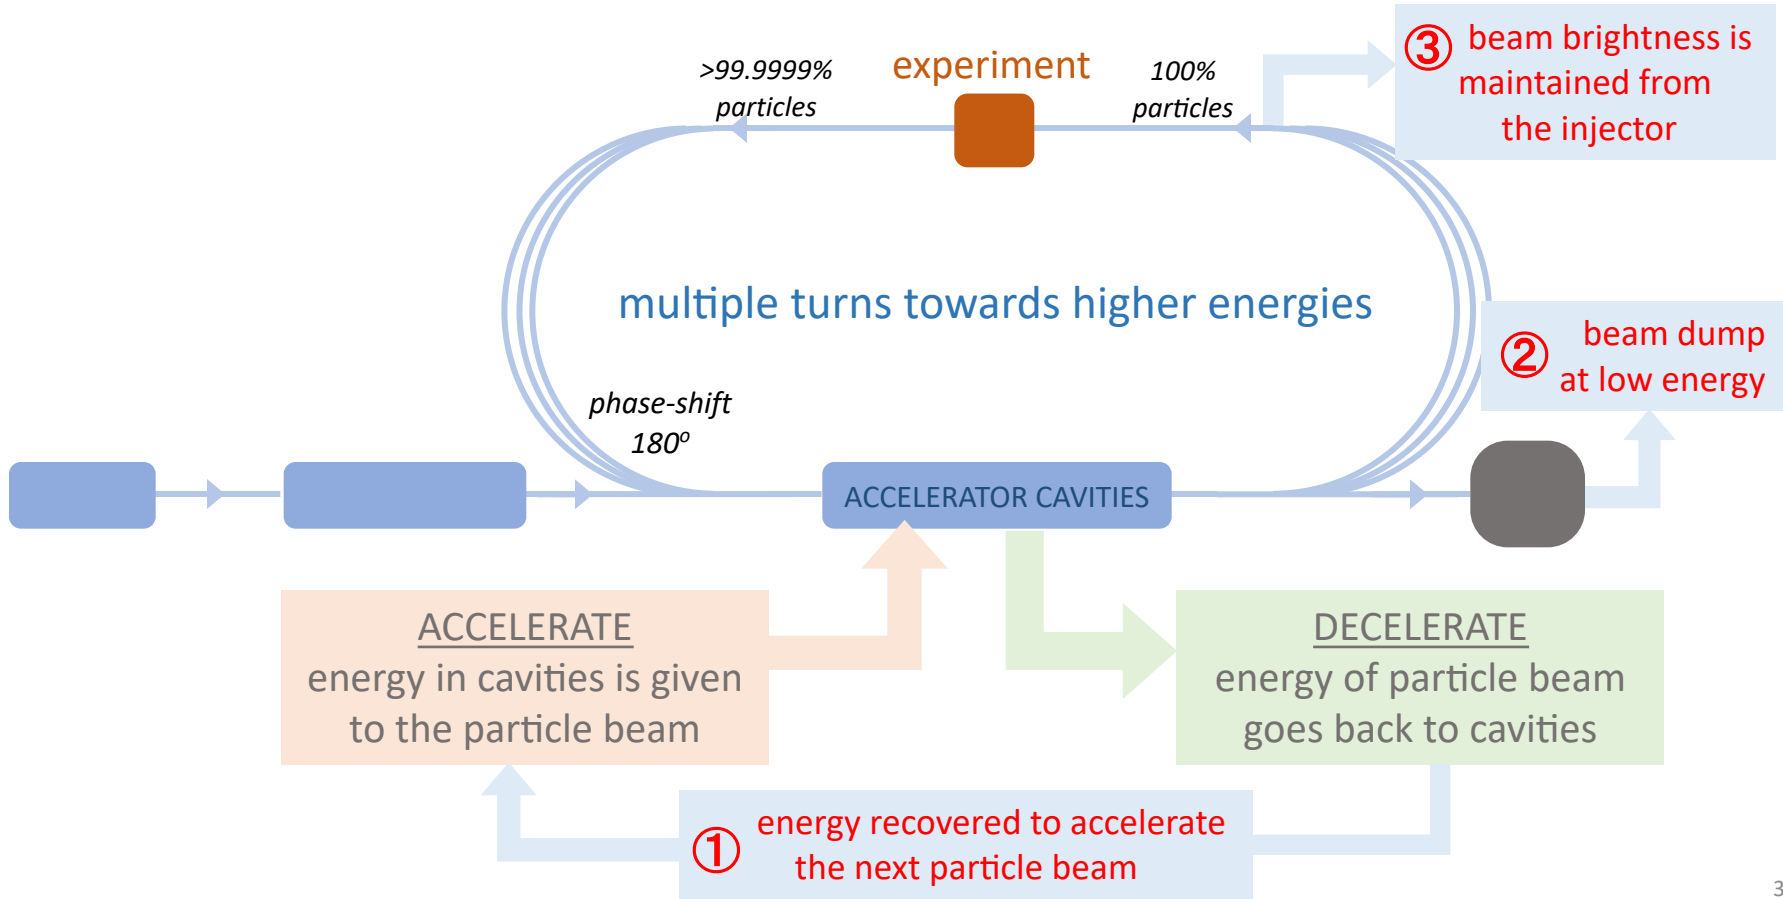 ③ beam brightness is
maintained from
the injector
>99.9999%
particles
experiment
100%
particles
multiple turns towards higher energies
② beam dump
at low energy
phase-shift
180º
ACCELERATOR CAVITIES
ACCELERATE
energy in cavities is given
to the particle beam
DECELERATE
energy of particle beam
goes back to cavities
① energy recovered to accelerate
the next particle beam
3